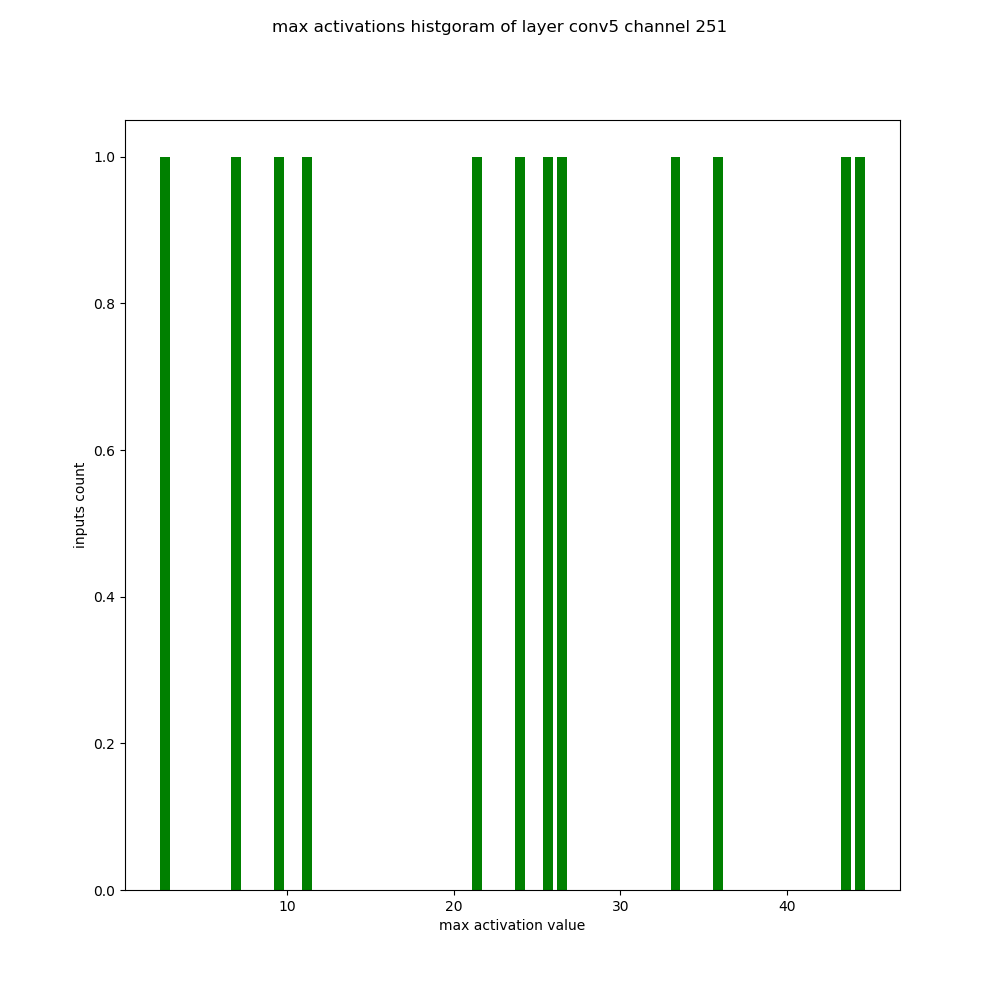 max activations histgoram of layer conv5 channel 251
1.0
0.8
0.6
0.4
0.2
0.0
inputs count
10 20 30 40
max activation value